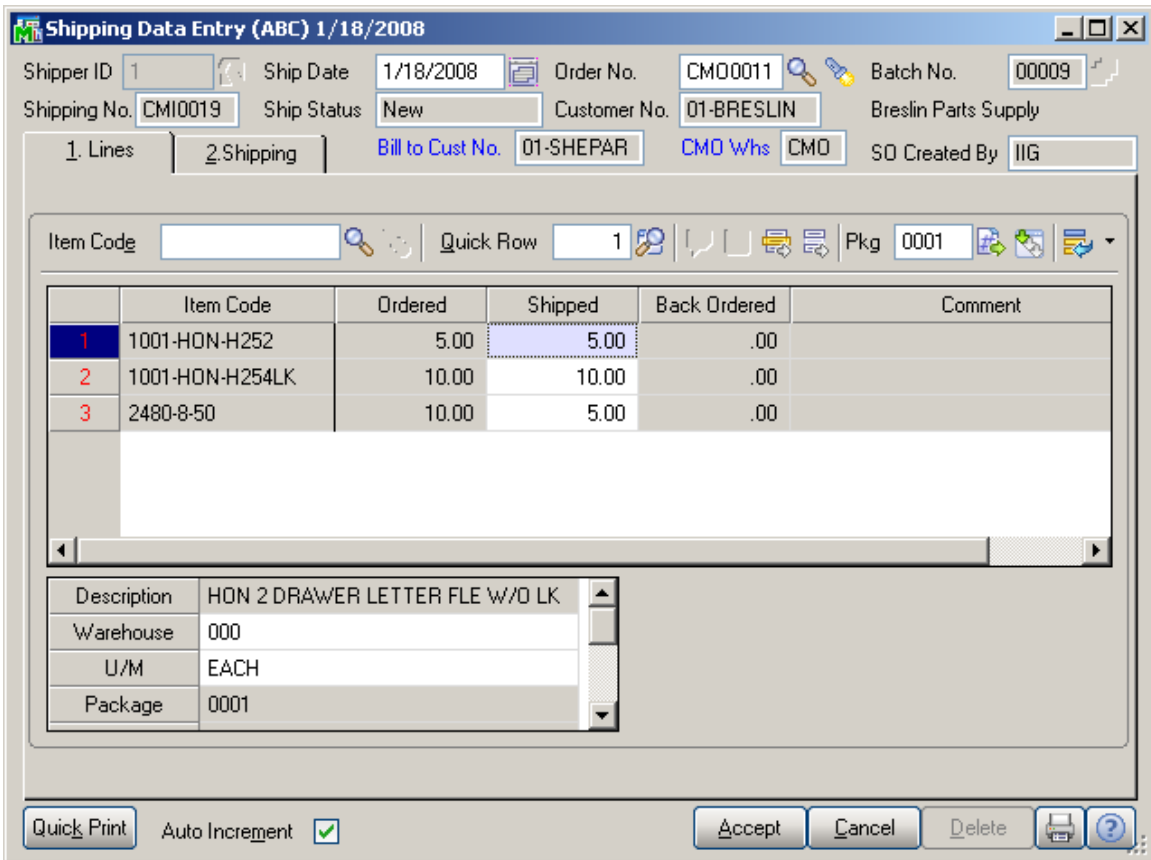 Shipping Data Entry (ABC) 1/18/2008
Shipper ID 1 Ship Date 1/18/2008 Order No. CMO0011 Batch No. 00009
Shipping No. CMI0019 Ship Status New Customer No. 01-BRESLIN Breslin Parts Supply
1. Lines 2.Shipping Bill to Cust No. 01-SHEPAR CMO Whs CMO SO Created By IIG
Item Code Quick Row 1 Pkg 0001
Item Code Ordered Shipped Back Ordered Comment
1 1001-HON-H252 5.00 5.00 .00
2 1001-HON-H254LK 10.00 10.00 .00
3 2480-8-50 10.00 5.00 .00
Description HON 2 DRAWER LETTER FLE W/O LK
Warehouse 000
U/M EACH
Package 0001
Quick Print Auto Increment Accept Cancel Delete